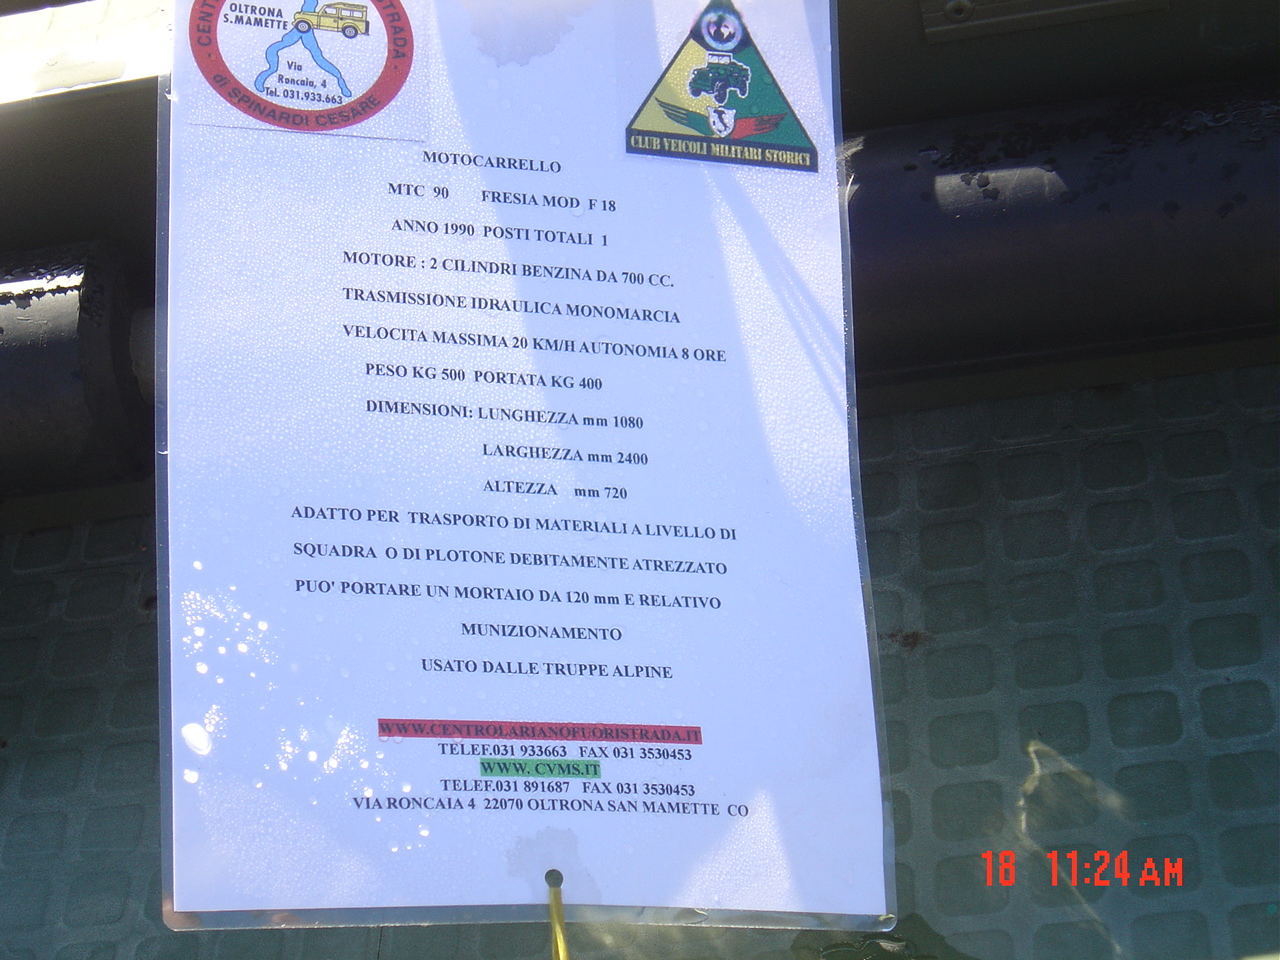 OLTRONA
S.MAMETTE
Via
Roncaia, 4
Tel. 031.933.663
di SPINARDI CESARE
CLUB VEICOLI MILITARI STORICI
MOTOCARRELLO
MTC 90 FRESIA MOD F 18
ANNO 1990 POSTI TOTALI 1
MOTORE : 2 CILINDRI BENZINA DA 700 CC.
TRASMISSIONE IDRAULICA MONOMARCIA
VELOCITA MASSIMA 20 KM/H AUTONOMIA 8 ORE
PESO KG 500 PORTATA KG 400
DIMENSIONI: LUNGHEZZA mm 1080
LARGHEZZA mm 2400
ALTEZZA mm 720
ADATTO PER TRASPORTO DI MATERIALI A LIVELLO DI
SQUADRA O DI PLOTONE DEBITAMENTE ATREZZATO
PUO' PORTARE UN MORTAIO DA 120 mm E RELATIVO
MUNIZIONAMENTO
USATO DALLE TRUPPE ALPINE
WWW.CENTROLARIANOFUORISTRADA.IT
TELEF.031 933663 FAX 031 3530453
WWW. CVMS.IT
TELEF.031 891687 FAX 031 3530453
VIA RONCAIA 4 22070 OLTRONA SAN MAMETTE CO
18 11:24 AM